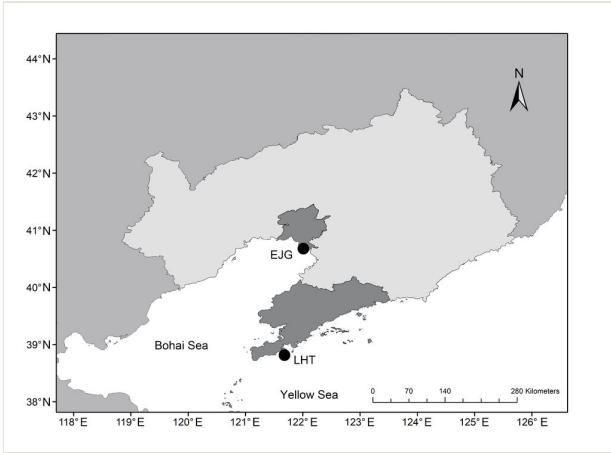 44°N
N
43°N
42°N
41°N
EJG
40°N
39°N
Bohai Sea
LHT
Yellow Sea
0 70 140 280 Kilometers
38°N
118°E 119°E 120°E 121°E 122°E 123°E 124°E 125°E 126°E